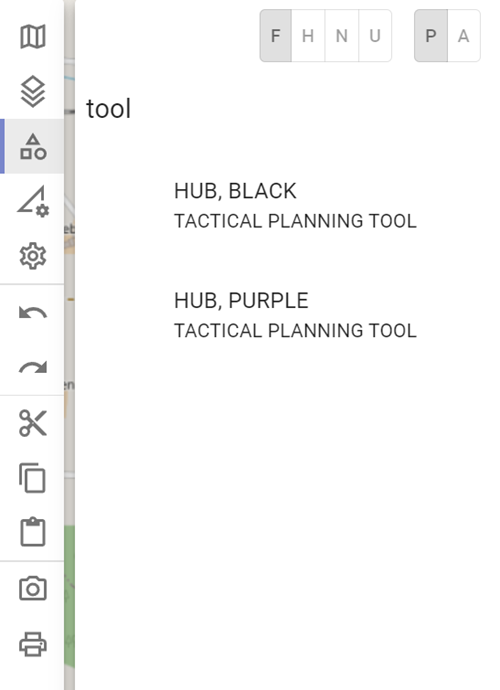 F H N U P A
tool
HUB, BLACK
TACTICAL PLANNING TOOL
HUB, PURPLE
TACTICAL PLANNING TOOL